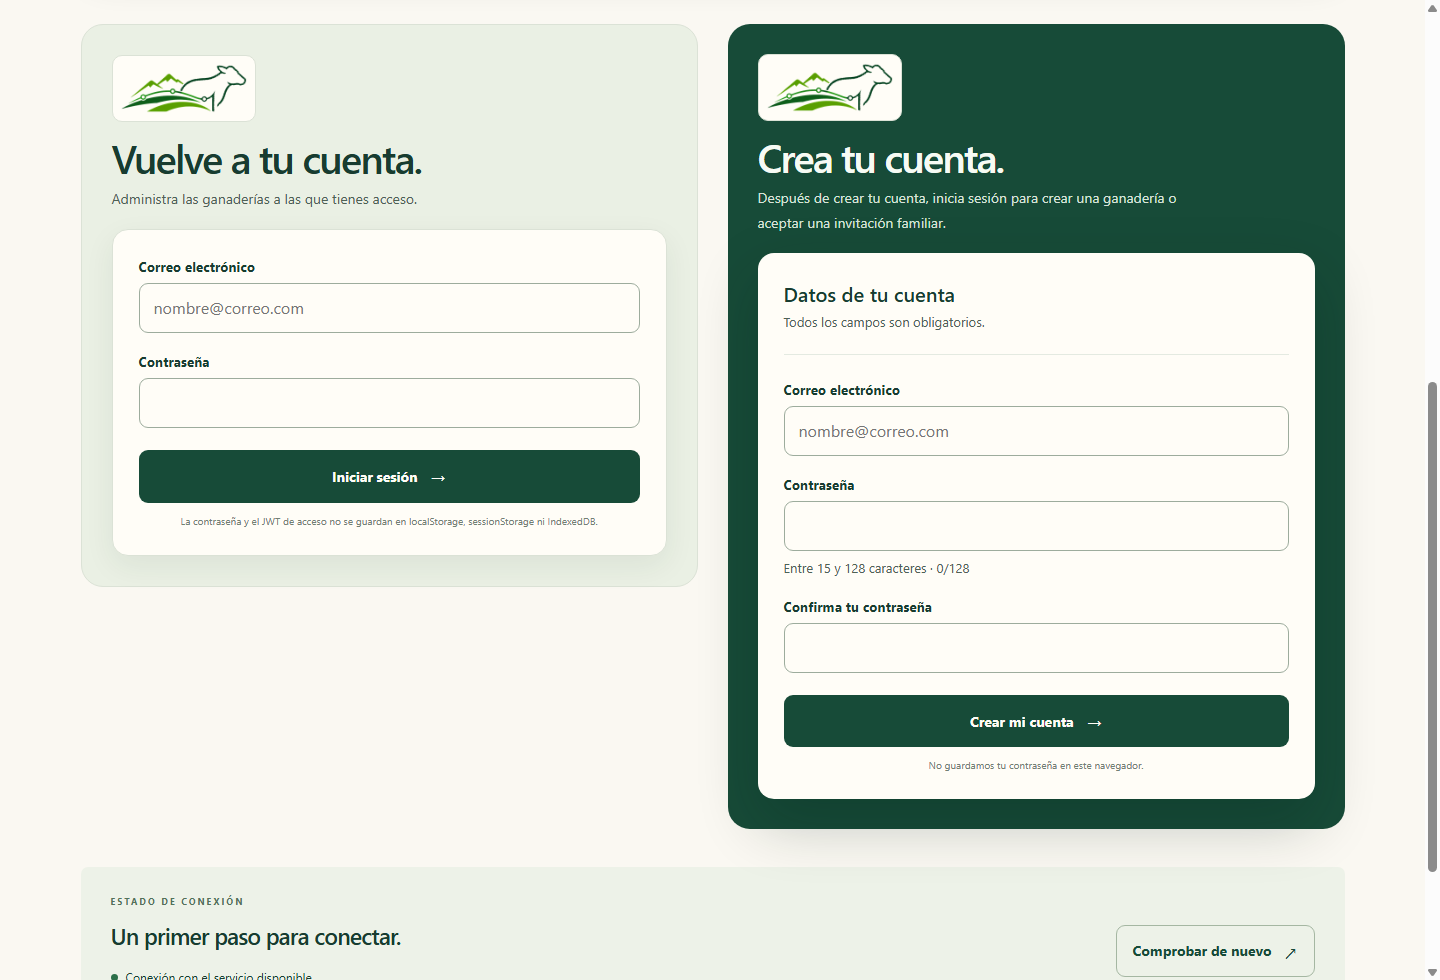 Vuelve a tu cuenta.
Administra las ganaderías a las que tienes acceso.
Correo electrónico
nombre@correo.com
Contraseña
Iniciar sesión →
La contraseña y el JWT de acceso no se guardan en localStorage, sessionStorage ni IndexedDB.
Crea tu cuenta.
Después de crear tu cuenta, inicia sesión para crear una ganadería o
aceptar una invitación familiar.
Datos de tu cuenta
Todos los campos son obligatorios.
Correo electrónico
nombre@correo.com
Contraseña
Entre 15 y 128 caracteres · 0/128
Confirma tu contraseña
Crear mi cuenta →
No guardamos tu contraseña en este navegador.
ESTADO DE CONEXIÓN
Un primer paso para conectar.
Comprobar de nuevo ↗
Conexión con el servicio disponible